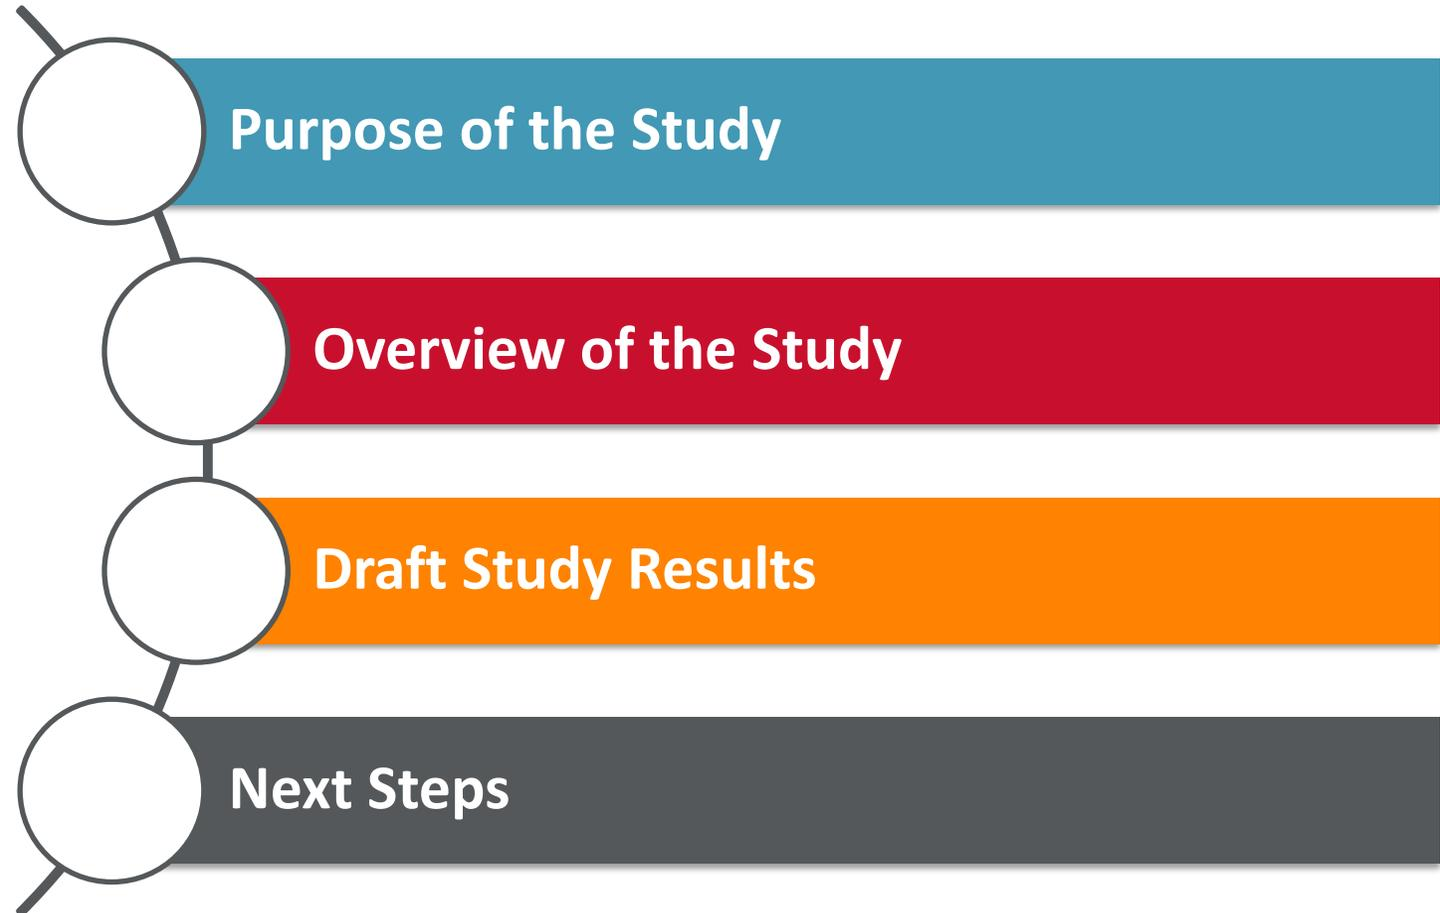 Purpose of the Study
Overview of the Study
Draft Study Results
Next Steps